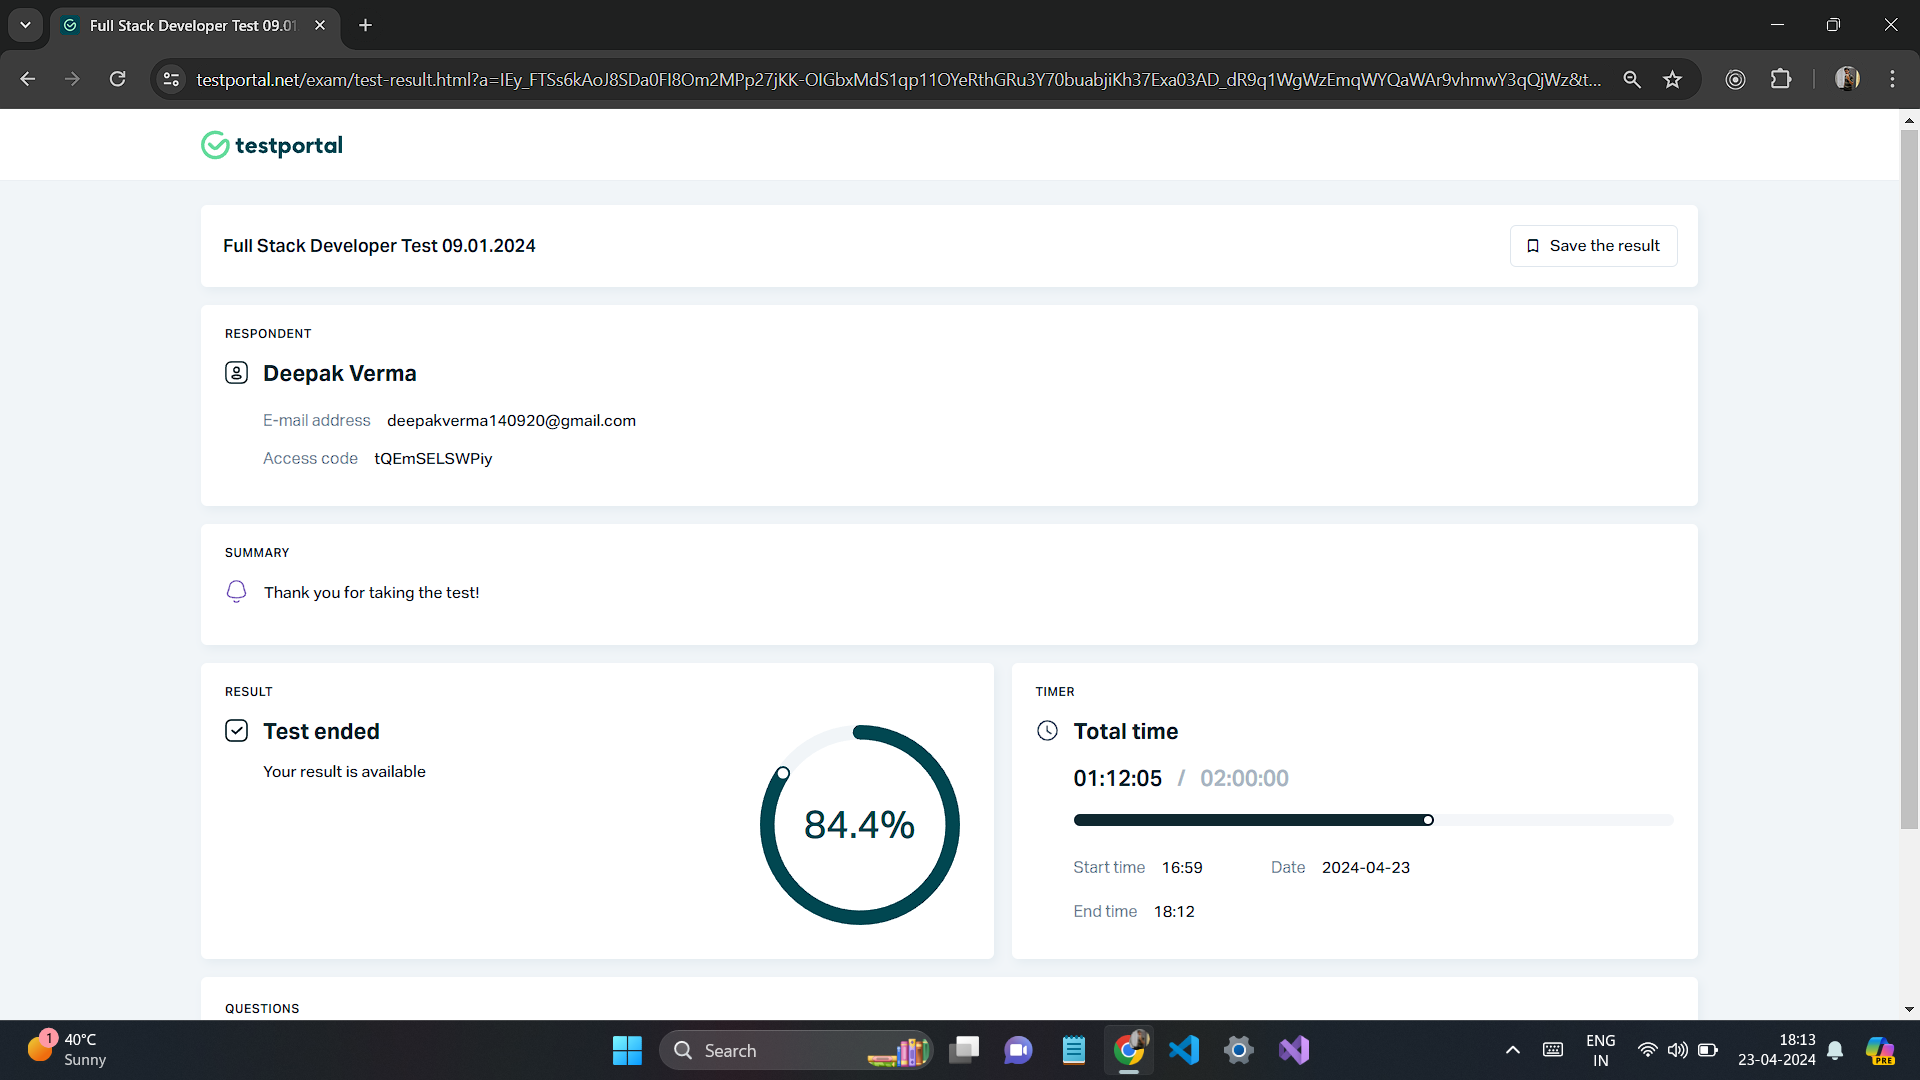 Full Stack Developer Test 09.01
testportal.net/exam/test-result.html?a=IEy_FTSs6kAoJ8SDa0FI8Om2MPp27jKK-OIGbxMdS1qp11OYeRthGRu3Y70buabjiKh37Exa03AD_dR9q1WgWzEmqWYQaWAr9vhmwY3qQjWz&t...
testportal
Full Stack Developer Test 09.01.2024
Save the result
RESPONDENT
Deepak Verma
E-mail address deepakverma140920@gmail.com
Access code tQEmSELSWPiy
SUMMARY
Thank you for taking the test!
RESULT
Test ended
Your result is available
84.4%
TIMER
Total time
01:12:05 / 02:00:00
Start time 16:59 Date 2024-04-23
End time 18:12
QUESTIONS
1
40°C
Sunny
Search
ENG
IN
18:13
23-04-2024
PRE